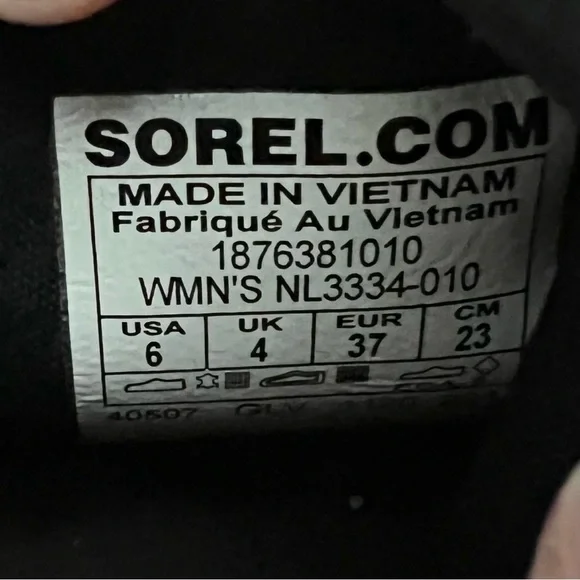 SOREL.COM
MADE IN VIETNAM
Fabriqué Au Vietnam
1876381010
WMN'S NL3334-010
USA UK EUR CM
6 4 37 23
40507 GLV